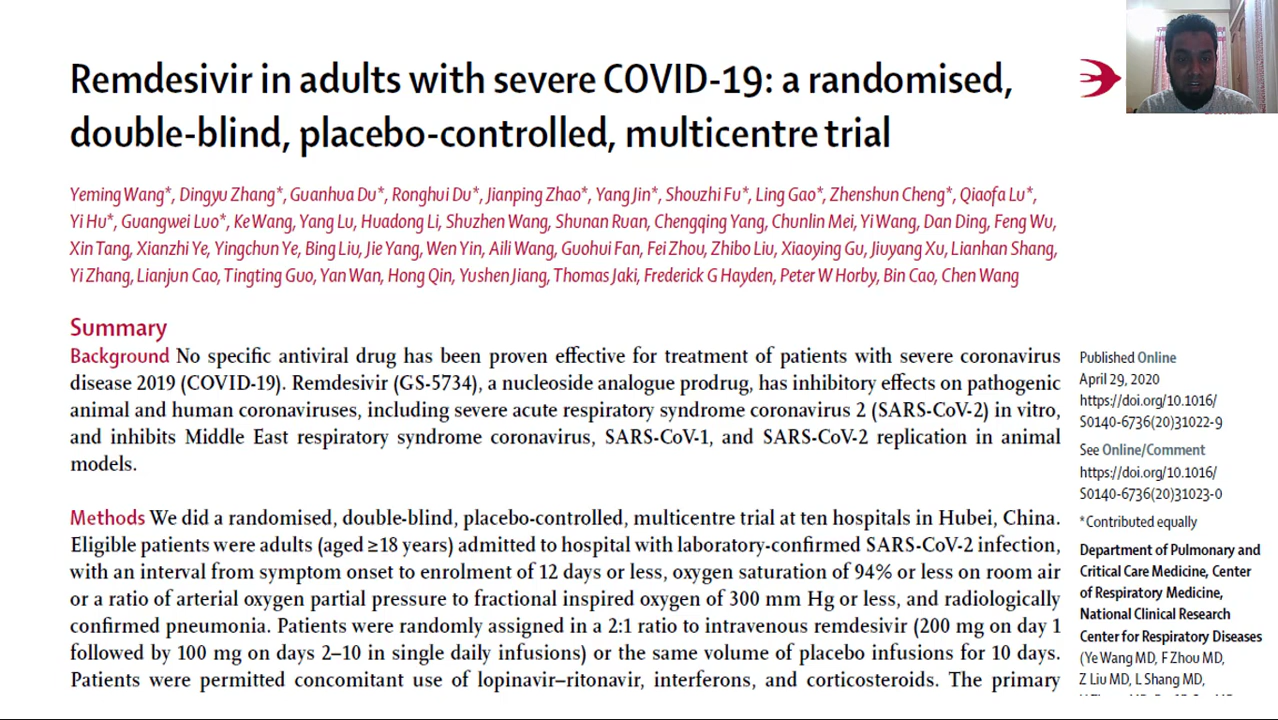 Remdesivir in adults with severe COVID-19: a randomised,
double-blind, placebo-controlled, multicentre trial
Yeming Wang*, Dingyu Zhang*, Guanhua Du*, Ronghui Du*, Jianping Zhao*, Yang Jin*, Shouzhi Fu*, Ling Gao*, Zhenshun Cheng*, Qiaofa Lu*,
Yi Hu*, Guangwei Luo*, Ke Wang, Yang Lu, Huadong Li, Shuzhen Wang, Shunan Ruan, Chengqing Yang, Chunlin Mei, Yi Wang, Dan Ding, Feng Wu,
Xin Tang, Xianzhi Ye, Yingchun Ye, Bing Liu, Jie Yang, Wen Yin, Aili Wang, Guohui Fan, Fei Zhou, Zhibo Liu, Xiaoying Gu, Jiuyang Xu, Lianhan Shang,
Yi Zhang, Lianjun Cao, Tingting Guo, Yan Wan, Hong Qin, Yushen Jiang, Thomas Jaki, Frederick G Hayden, Peter W Horby, Bin Cao, Chen Wang
Summary
Background No specific antiviral drug has been proven effective for treatment of patients with severe coronavirus
disease 2019 (COVID-19). Remdesivir (GS-5734), a nucleoside analogue prodrug, has inhibitory effects on pathogenic
animal and human coronaviruses, including severe acute respiratory syndrome coronavirus 2 (SARS-CoV-2) in vitro,
and inhibits Middle East respiratory syndrome coronavirus, SARS-CoV-1, and SARS-CoV-2 replication in animal
models.
Methods We did a randomised, double-blind, placebo-controlled, multicentre trial at ten hospitals in Hubei, China.
Eligible patients were adults (aged ≥18 years) admitted to hospital with laboratory-confirmed SARS-CoV-2 infection,
with an interval from symptom onset to enrolment of 12 days or less, oxygen saturation of 94% or less on room air
or a ratio of arterial oxygen partial pressure to fractional inspired oxygen of 300 mm Hg or less, and radiologically
confirmed pneumonia. Patients were randomly assigned in a 2:1 ratio to intravenous remdesivir (200 mg on day 1
followed by 100 mg on days 2–10 in single daily infusions) or the same volume of placebo infusions for 10 days.
Patients were permitted concomitant use of lopinavir–ritonavir, interferons, and corticosteroids. The primary
Published Online
April 29, 2020
https://doi.org/10.1016/
S0140-6736(20)31022-9
See Online/Comment
https://doi.org/10.1016/
S0140-6736(20)31023-0
*Contributed equally
Department of Pulmonary and
Critical Care Medicine, Center
of Respiratory Medicine,
National Clinical Research
Center for Respiratory Diseases
(Ye Wang MD, F Zhou MD,
Z Liu MD, L Shang MD,